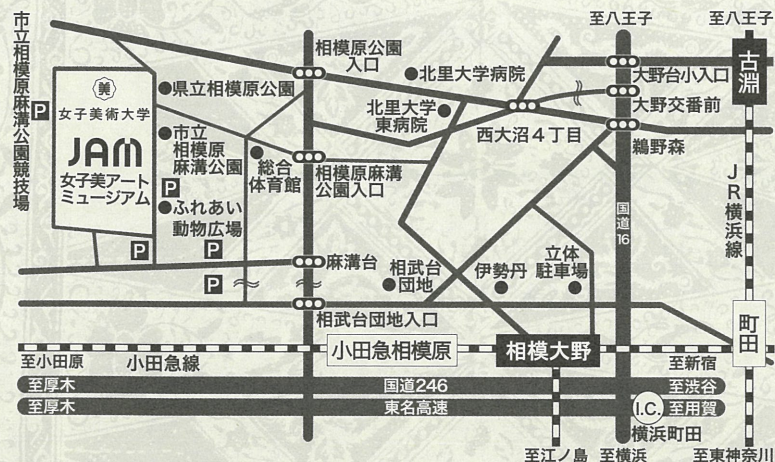 市立相模原麻溝公園競技場
P
美
女子美術大学
JAM
女子美アート
ミュージアム
県立相模原公園
市立
相模原
麻溝公園
P
ふれあい
動物広場
P
P
P
総合
体育館
相模原公園
入口
相模原麻溝
公園入口
麻溝台
相武台団地入口
北里大学病院
北里大学
東病院
西大沼4丁目
相武台
団地
伊勢丹
立体
駐車場
至八王子
大野台小入口
大野交番前
鵜野森
国道16
至八王子
古淵
JR横浜線
町田
至小田原
小田急線
小田急相模原
相模大野
至新宿
至厚木
国道246
至渋谷
至厚木
東名高速
I.C.
至用賀
横浜町田
至江ノ島
至横浜
至東神奈川